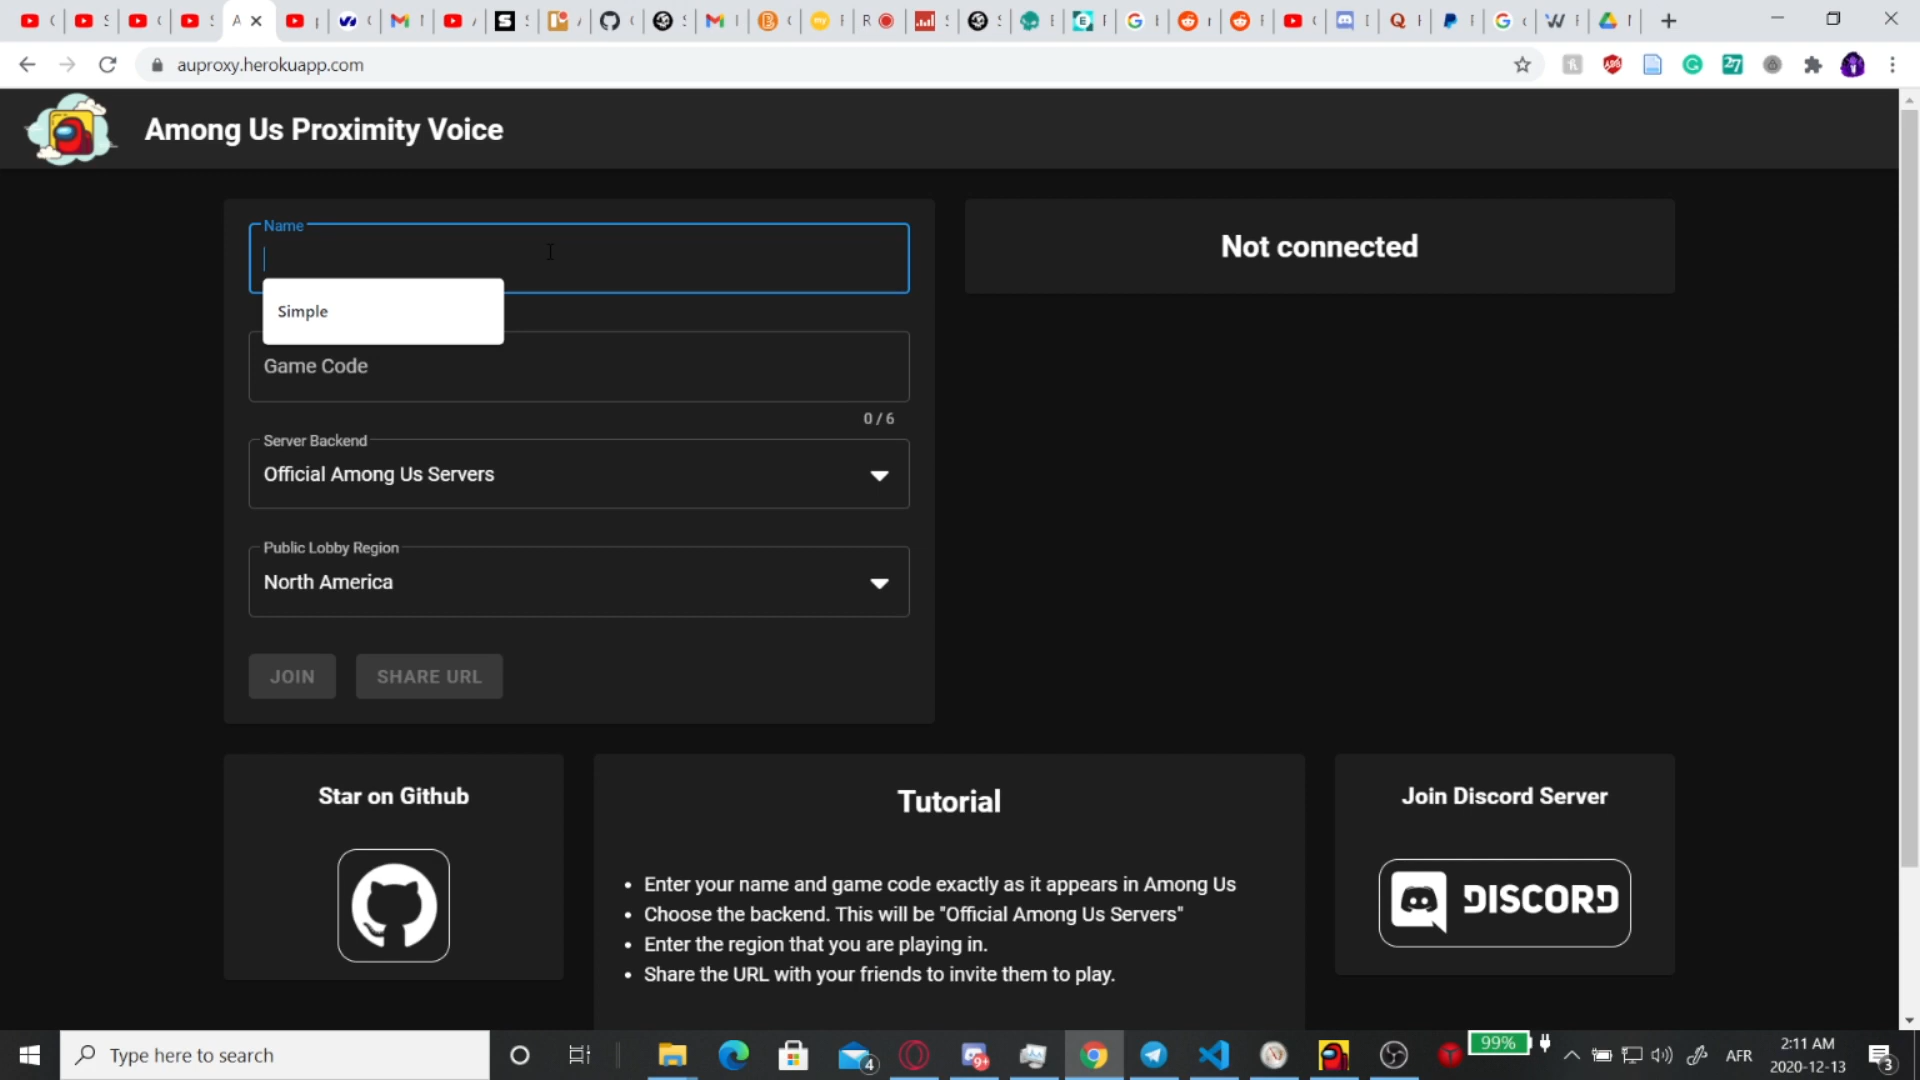 auproxy.herokuapp.com
Among Us Proximity Voice
Name
Simple
Game Code
0 / 6
Server Backend
Official Among Us Servers
Public Lobby Region
North America
JOIN
SHARE URL
Not connected
Star on Github
Tutorial
• Enter your name and game code exactly as it appears in Among Us
• Choose the backend. This will be "Official Among Us Servers"
• Enter the region that you are playing in.
• Share the URL with your friends to invite them to play.
Join Discord Server
DISCORD
Type here to search
4
9+
99%
AFR
2:11 AM
2020-12-13
3